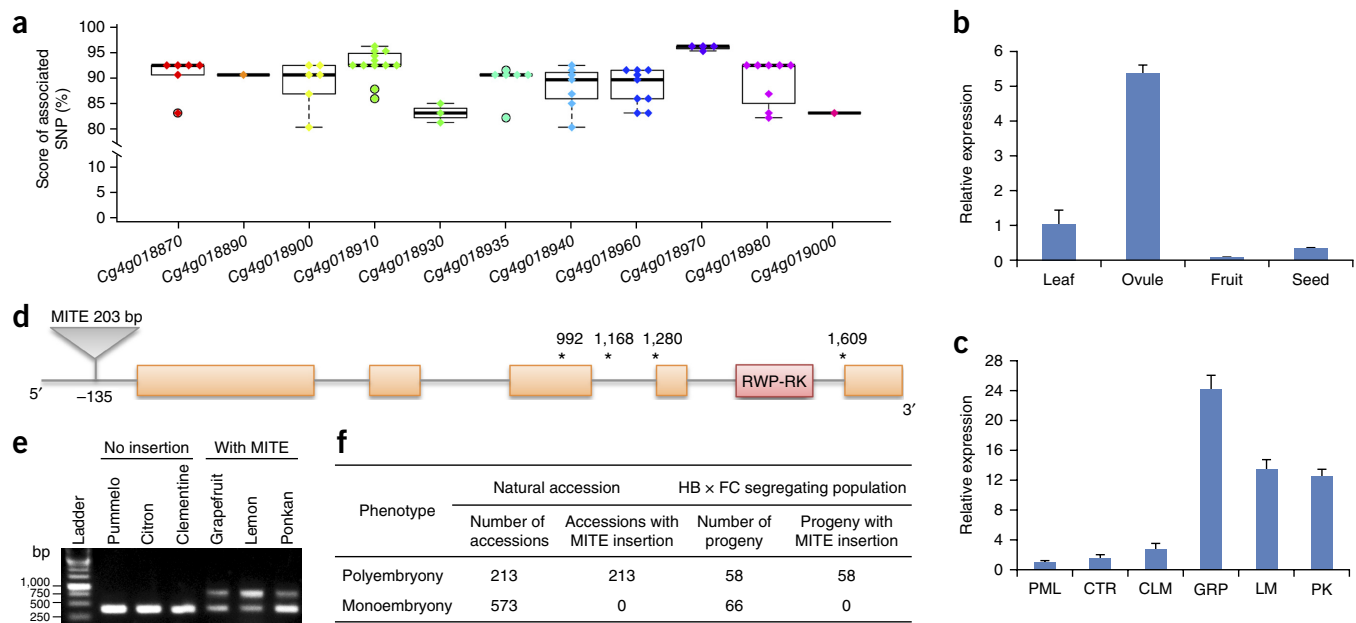 a
Score of associated
SNP (%)
100
95
90
85
80
10
5
0
Cg4g018870
Cg4g018890
Cg4g018900
Cg4g018910
Cg4g018930
Cg4g018935
Cg4g018940
Cg4g018960
Cg4g018970
Cg4g018980
Cg4g019000
b
Relative expression
6
5
4
3
2
1
0
Leaf Ovule Fruit Seed
d
MITE 203 bp
–135
5′
992 1,168 1,280 1,609
* * * *
RWP-RK
3′
c
Relative expression
28
24
20
16
12
8
4
0
PML CTR CLM GRP LM PK
e
No insertion With MITE
Ladder
Pummelo
Citron
Clementine
Grapefruit
Lemon
Ponkan
bp
1,000
750
500
250
f
Phenotype
Natural accession HB × FC segregating population
Number of accessions
Accessions with MITE insertion
Number of progeny
Progeny with MITE insertion
Polyembryony 213 213 58 58
Monoembryony 573 0 66 0